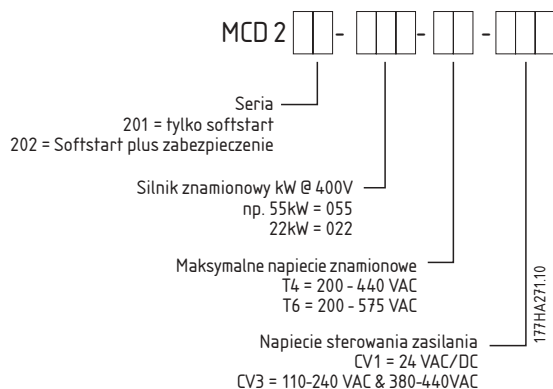 MCD 2 - - -
Seria
201 = tylko softstart
202 = Softstart plus zabezpieczenie
Silnik znamionowy kW @ 400V
np. 55kW = 055
22kW = 022
Maksymalne napiecie znamionowe
T4 = 200 - 440 VAC
T6 = 200 - 575 VAC
Napiecie sterowania zasilania
CV1 = 24 VAC/DC
CV3 = 110-240 VAC & 380-440VAC
177HA271.10